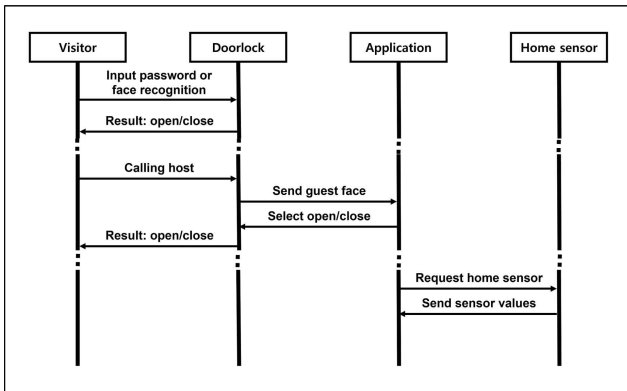 Visitor
Doorlock
Application
Home sensor
Input password or
face recognition
Result: open/close
Calling host
Send guest face
Select open/close
Result: open/close
Request home sensor
Send sensor values